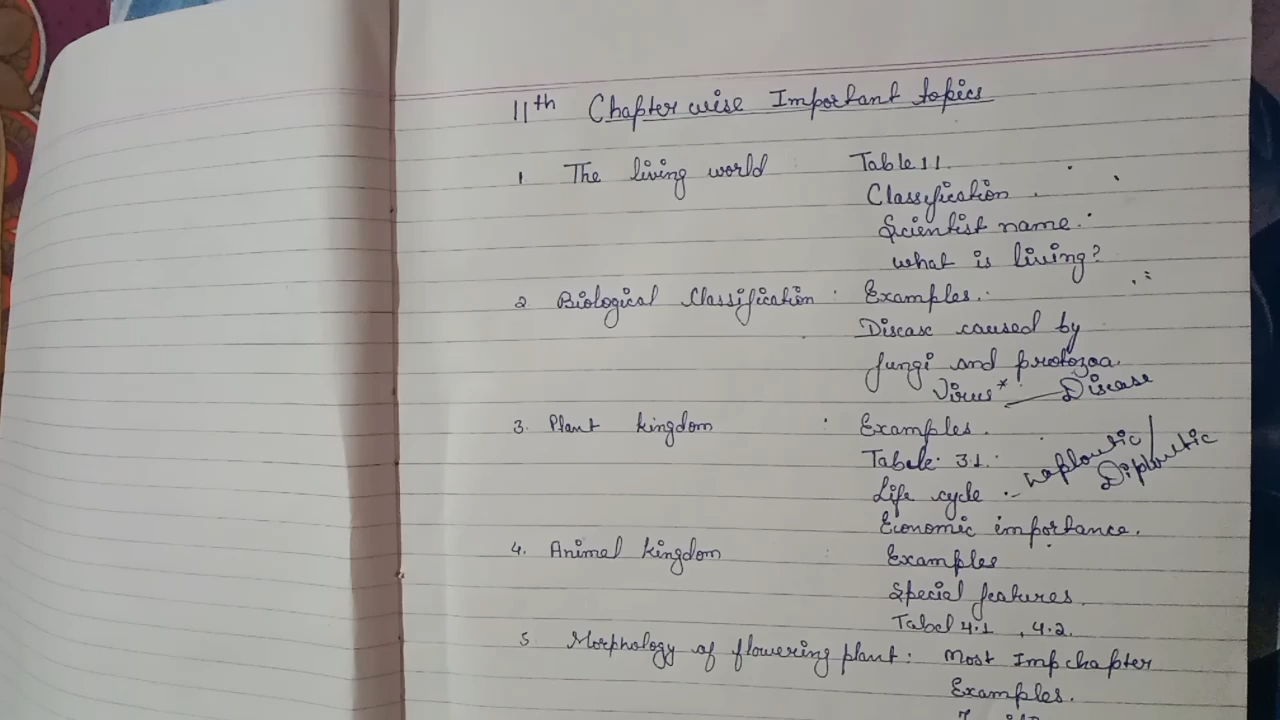 11th Chapter wise Important topics
1 The living world : Table 1.1
Classification .
Scientist name.
what is living?
2 Biological Classification : Examples.
Disease caused by
fungi and protozoa.
Virus* Disease
3. Plant kingdom : Examples.
Tabele 3.1.
Life cycle :- Haplontic / Diplontic
Economic importance.
4. Animal kingdom : Examples
Special features.
Tabel 4.1 , 4.2.
5 Morphology of flowering plant : Most Imp chapter
Examples.